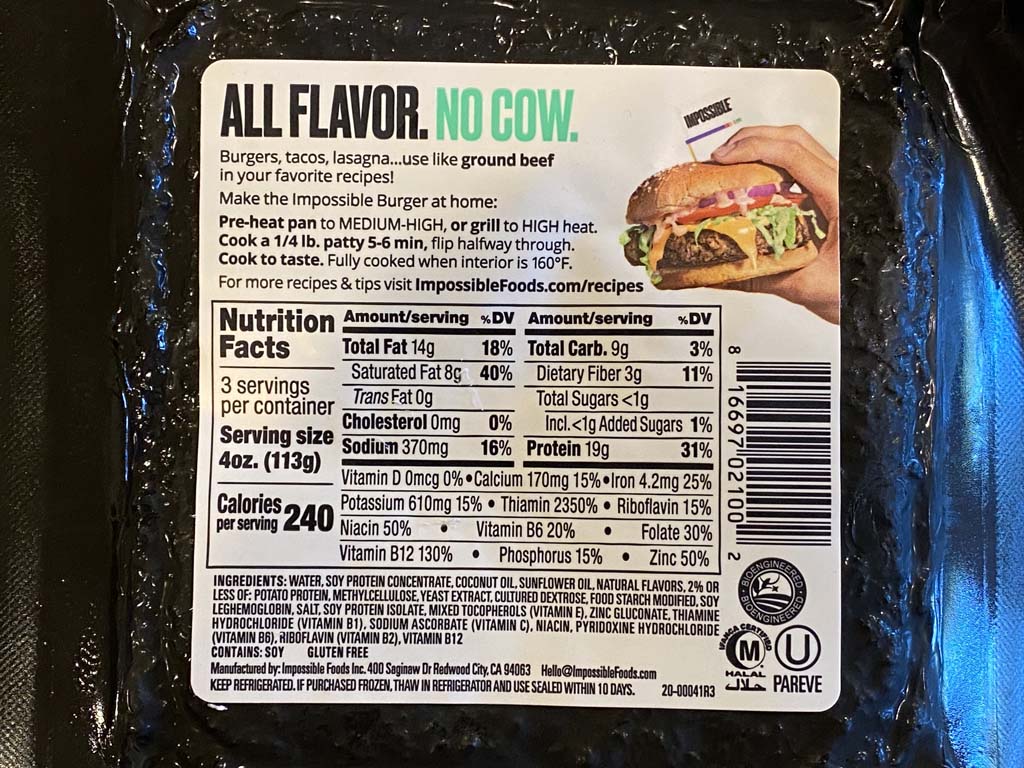 ALL FLAVOR. NO COW.
IMPOSSIBLE
Burgers, tacos, lasagna...use like ground beef
in your favorite recipes!
Make the Impossible Burger at home:
Pre-heat pan to MEDIUM-HIGH, or grill to HIGH heat.
Cook a 1/4 lb. patty 5-6 min, flip halfway through.
Cook to taste. Fully cooked when interior is 160°F.
For more recipes & tips visit ImpossibleFoods.com/recipes
Nutrition
Facts
3 servings
per container
Serving size
4oz. (113g)
Calories
per serving 240
Amount/serving %DV Amount/serving %DV
Total Fat 14g 18% Total Carb. 9g 3%
Saturated Fat 8g 40% Dietary Fiber 3g 11%
Trans Fat 0g Total Sugars <1g
Cholesterol 0mg 0% Incl.<1g Added Sugars 1%
Sodium 370mg 16% Protein 19g 31%
Vitamin D 0mcg 0%•Calcium 170mg 15%•Iron 4.2mg 25%
Potassium 610mg 15% • Thiamin 2350% • Riboflavin 15%
Niacin 50% • Vitamin B6 20% • Folate 30%
Vitamin B12 130% • Phosphorus 15% • Zinc 50%
8 16697 02100 2
INGREDIENTS: WATER, SOY PROTEIN CONCENTRATE, COCONUT OIL, SUNFLOWER OIL, NATURAL FLAVORS, 2% OR
LESS OF: POTATO PROTEIN, METHYLCELLULOSE, YEAST EXTRACT, CULTURED DEXTROSE, FOOD STARCH MODIFIED, SOY
LEGHEMOGLOBIN, SALT, SOY PROTEIN ISOLATE, MIXED TOCOPHEROLS (VITAMIN E), ZINC GLUCONATE, THIAMINE
HYDROCHLORIDE (VITAMIN B1), SODIUM ASCORBATE (VITAMIN C), NIACIN, PYRIDOXINE HYDROCHLORIDE
(VITAMIN B6), RIBOFLAVIN (VITAMIN B2), VITAMIN B12
CONTAINS: SOY GLUTEN FREE
Manufactured by: Impossible Foods Inc. 400 Saginaw Dr Redwood City, CA 94063 Hello@ImpossibleFoods.com
KEEP REFRIGERATED. IF PURCHASED FROZEN, THAW IN REFRIGERATOR AND USE SEALED WITHIN 10 DAYS. 20-00041R3
BIOENGINEERED
BIOENGINEERED
IFANCA CERTIFIED
M
HALAL
حلال
U
PAREVE